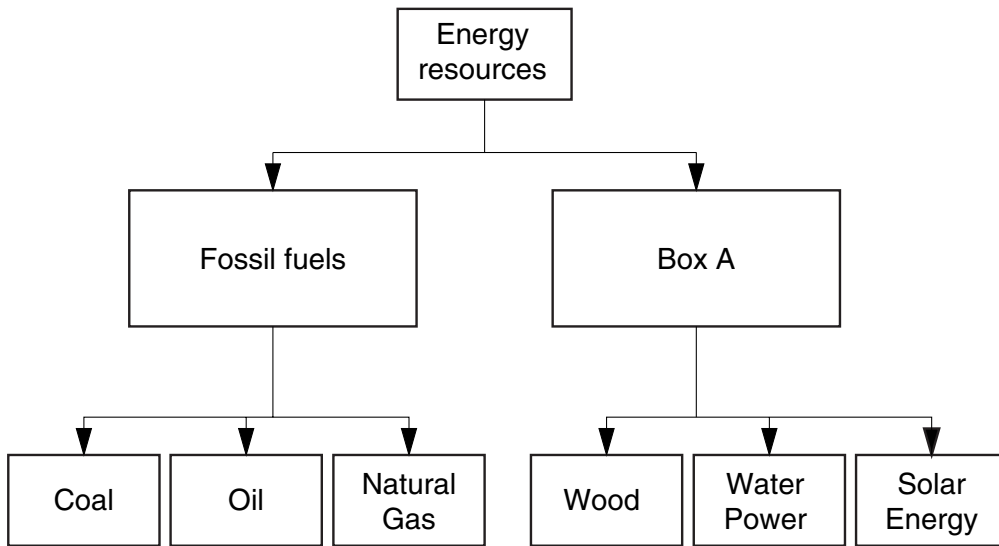 Energy
resources
Fossil fuels
Box A
Coal
Oil
Natural
Gas
Wood
Water
Power
Solar
Energy